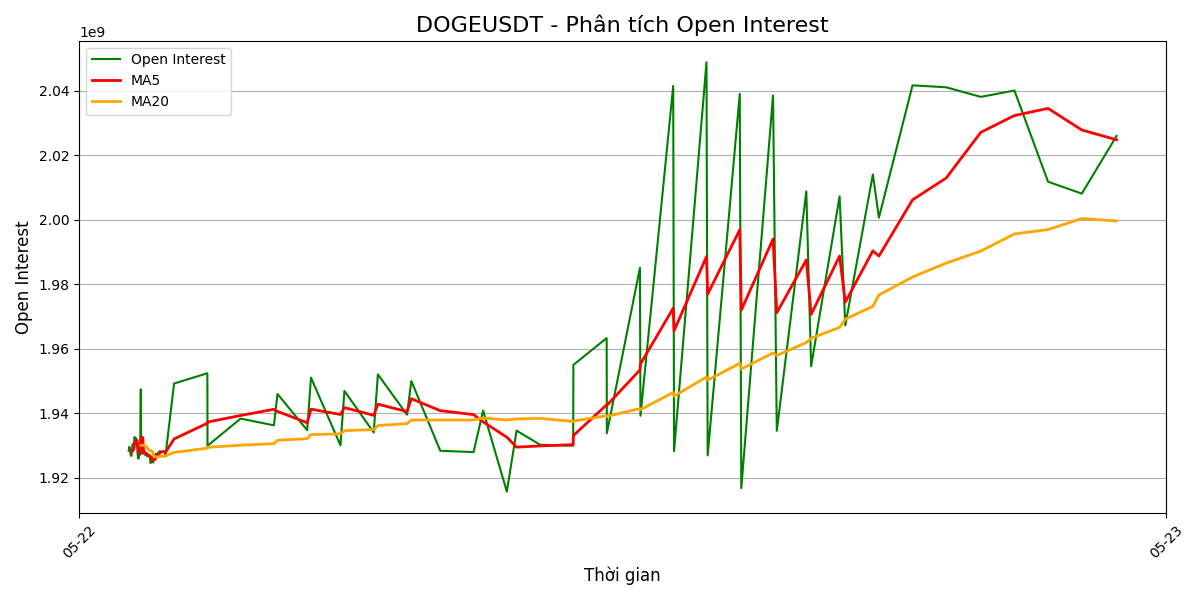 DOGEUSDT - Phân tích Open Interest
1e9
Open Interest
MA5
MA20
2.04
2.02
2.00
1.98
1.96
1.94
1.92
Open Interest
05-22
05-23
Thời gian